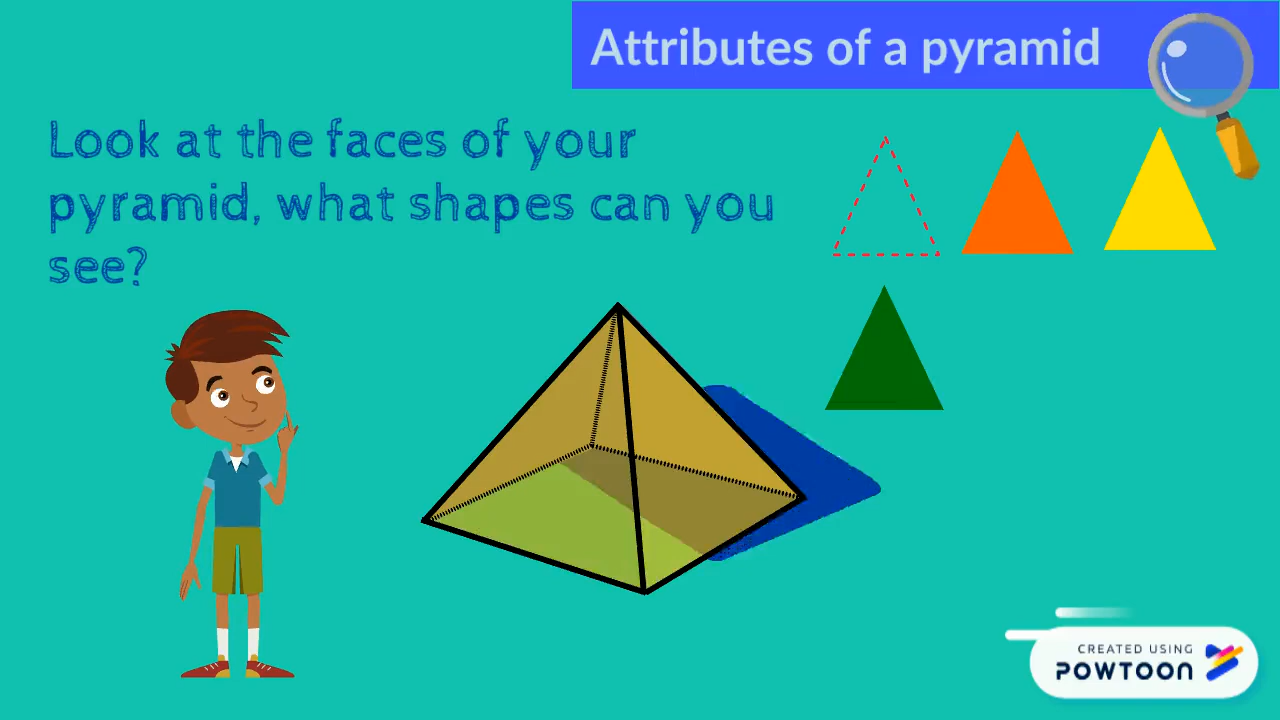 Attributes of a pyramid
Look at the faces of your
pyramid, what shapes can you
see?
CREATED USING
POWTOON